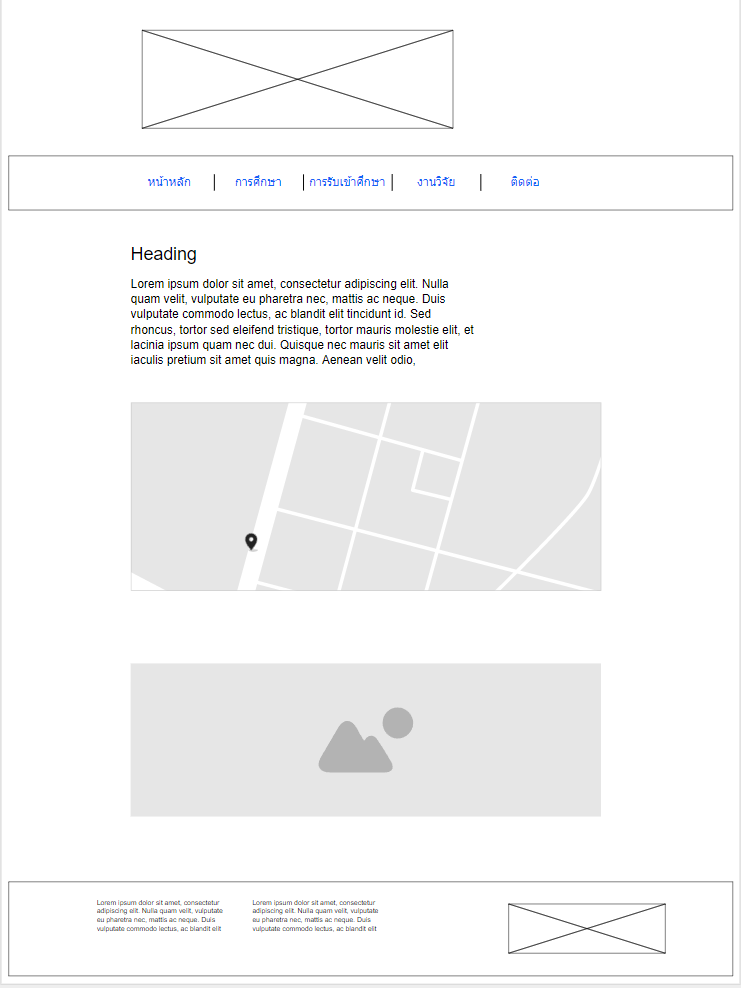 หน้าหลัก การศึกษา การรับเข้าศึกษา งานวิจัย ติดต่อ
Heading
Lorem ipsum dolor sit amet, consectetur adipiscing elit. Nulla
quam velit, vulputate eu pharetra nec, mattis ac neque. Duis
vulputate commodo lectus, ac blandit elit tincidunt id. Sed
rhoncus, tortor sed eleifend tristique, tortor mauris molestie elit, et
lacinia ipsum quam nec dui. Quisque nec mauris sit amet elit
iaculis pretium sit amet quis magna. Aenean velit odio,
Lorem ipsum dolor sit amet, consectetur
adipiscing elit. Nulla quam velit, vulputate
eu pharetra nec, mattis ac neque. Duis
vulputate commodo lectus, ac blandit elit
Lorem ipsum dolor sit amet, consectetur
adipiscing elit. Nulla quam velit, vulputate
eu pharetra nec, mattis ac neque. Duis
vulputate commodo lectus, ac blandit elit